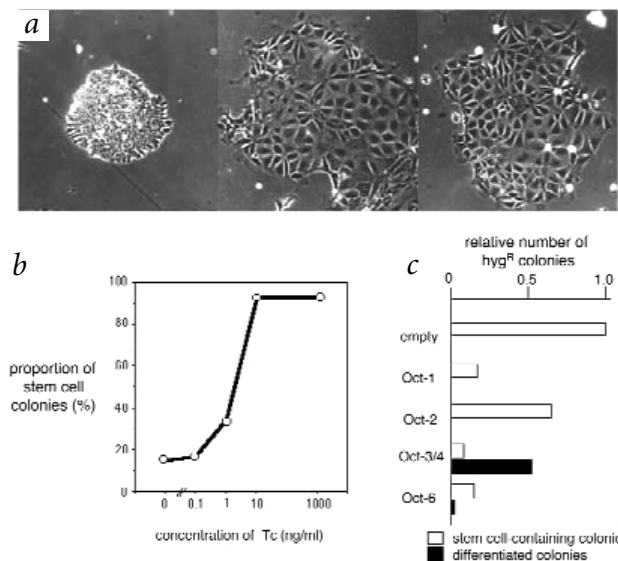 a
b
100
80
60
40
20
0
proportion of
stem cell
colonies (%)
0 0.1 1 10 1000
concentration of Tc (ng/ml)
c
relative number of
hygR colonies
0 0.5 1.0
empty
Oct-1
Oct-2
Oct-3/4
Oct-6
stem cell-containing colonie
differentiated colonies